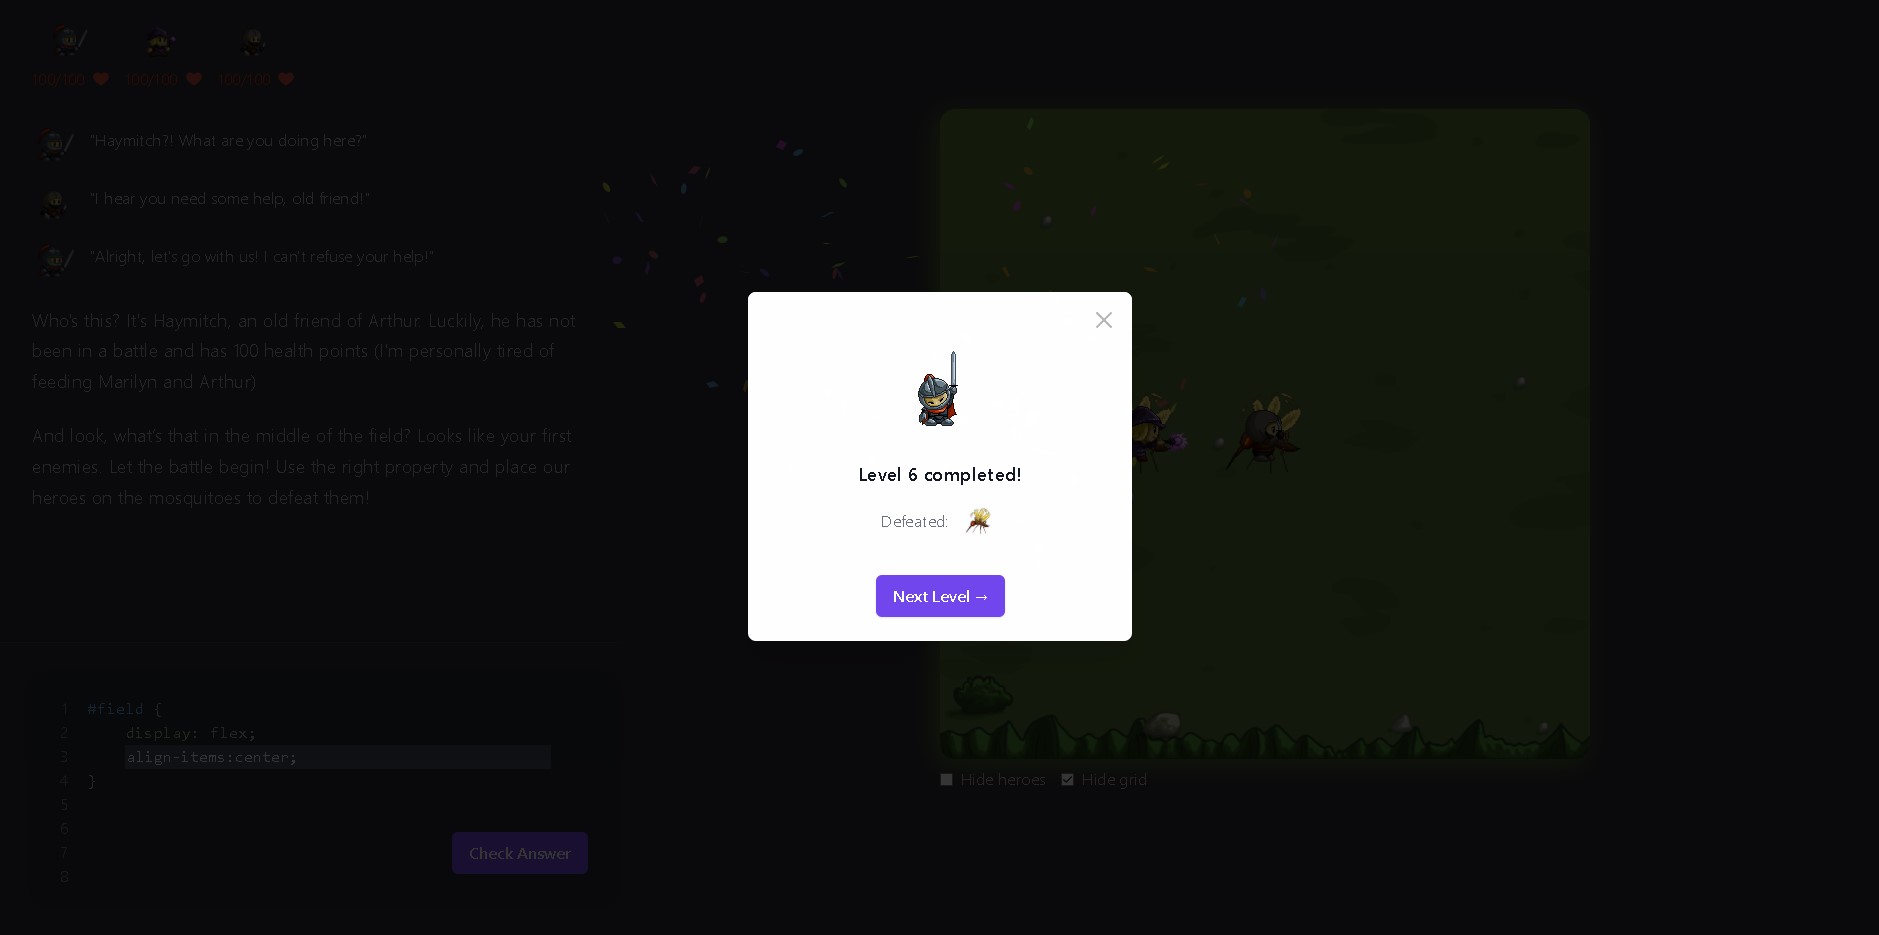 100/100 100/100 100/100
"Haymitch?! What are you doing here?"
"I hear you need some help, old friend!"
"Alright, let's go with us! I can't refuse your help!"
Who's this? It's Haymitch, an old friend of Arthur. Luckily, he has not
been in a battle and has 100 health points (I'm personally tired of
feeding Marilyn and Arthur)
And look, what's that in the middle of the field? Looks like your first
enemies. Let the battle begin! Use the right property and place our
heroes on the mosquitoes to defeat them!
Level 6 completed!
Defeated:
Next Level →
1 #field {
2 display: flex;
3 align-items:center;
4 }
5
6
7
8
Check Answer
Hide heroes Hide grid